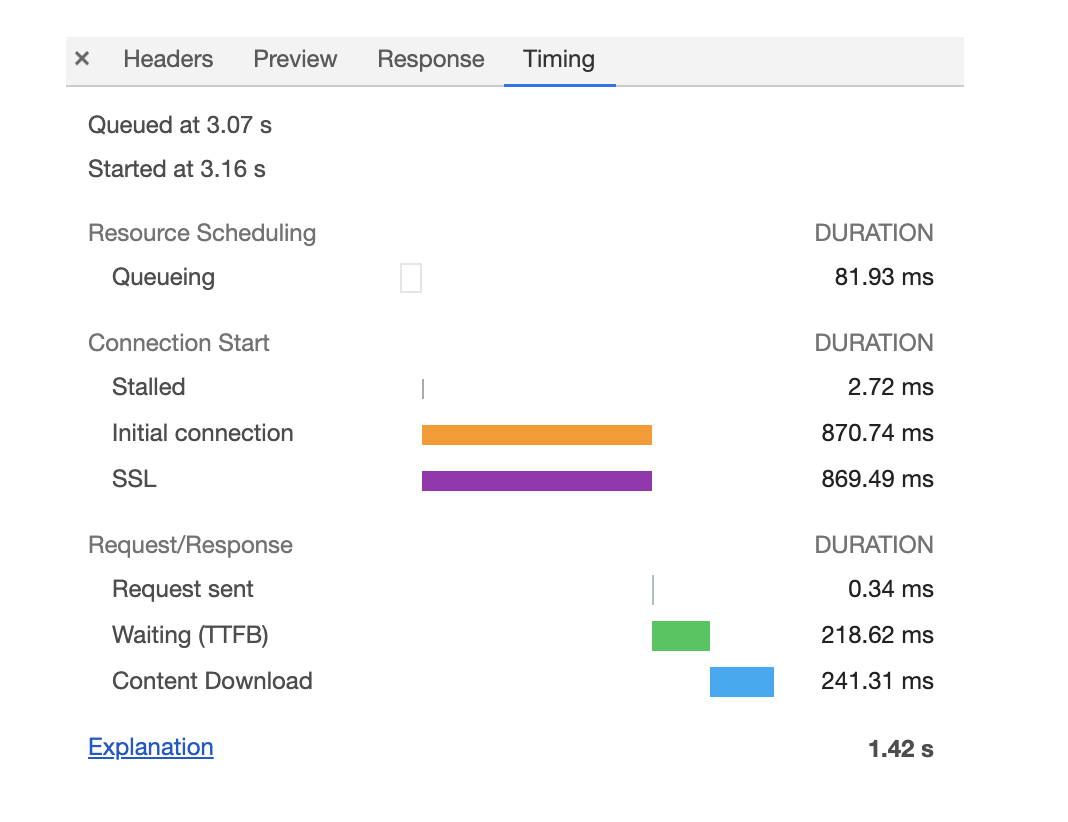 × Headers Preview Response Timing
Queued at 3.07 s
Started at 3.16 s
Resource Scheduling DURATION
Queueing 81.93 ms
Connection Start DURATION
Stalled 2.72 ms
Initial connection 870.74 ms
SSL 869.49 ms
Request/Response DURATION
Request sent 0.34 ms
Waiting (TTFB) 218.62 ms
Content Download 241.31 ms
Explanation 1.42 s